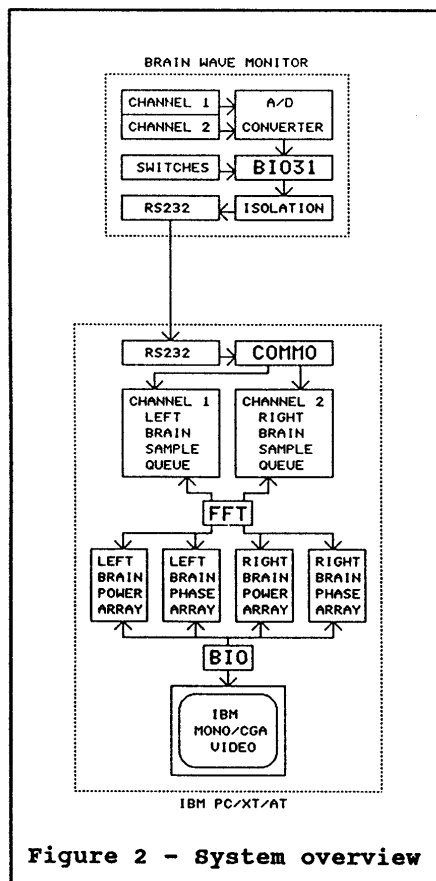 BRAIN WAVE MONITOR
CHANNEL 1
CHANNEL 2
A/D
CONVERTER
SWITCHES
BIO31
RS232
ISOLATION
RS232
COMMO
CHANNEL 1
LEFT
BRAIN
SAMPLE
QUEUE
CHANNEL 2
RIGHT
BRAIN
SAMPLE
QUEUE
FFT
LEFT
BRAIN
POWER
ARRAY
LEFT
BRAIN
PHASE
ARRAY
RIGHT
BRAIN
POWER
ARRAY
RIGHT
BRAIN
PHASE
ARRAY
BIO
IBM
MONO/CGA
VIDEO
IBM PC/XT/AT
Figure 2 - System overview